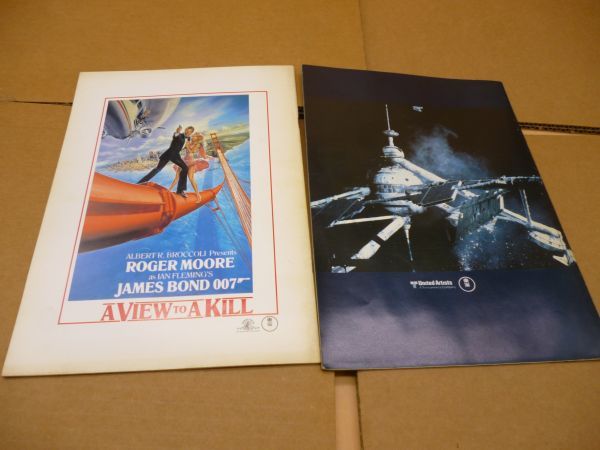 ALBERT R. BROCCOLI Presents
ROGER MOORE
as IAN FLEMING'S
JAMES BOND 007
A VIEW TO A KILL
United Artists